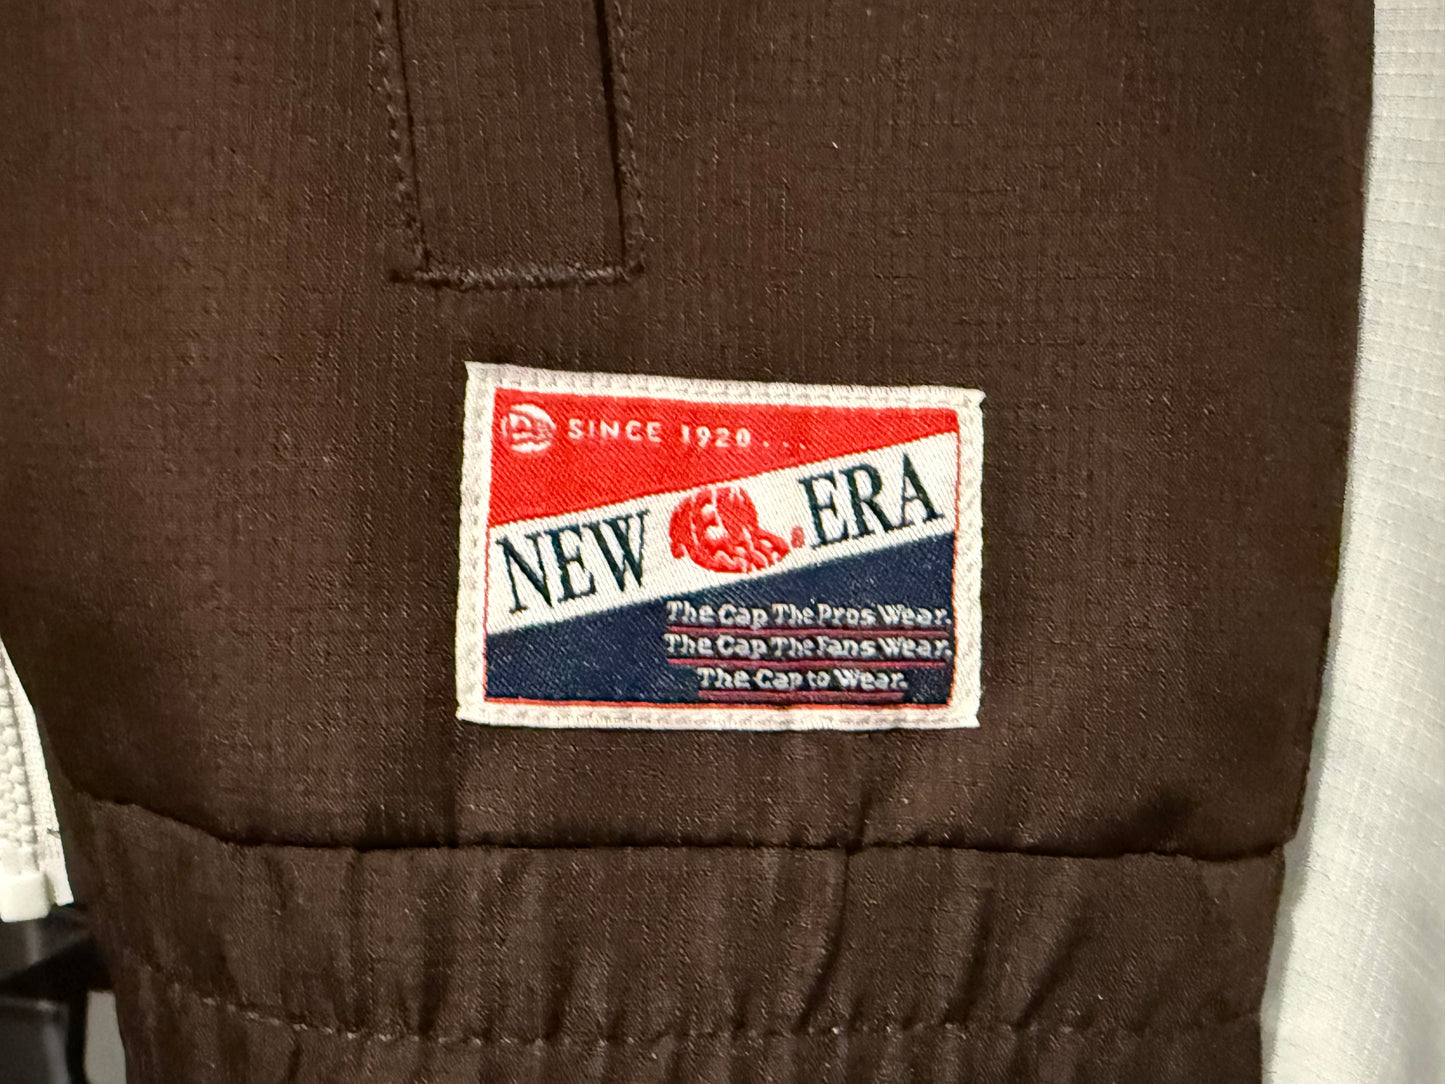 SINCE 1920....
NEW ERA
The Cap The Pros Wear.
The Cap The Fans Wear.
The Cap to Wear.